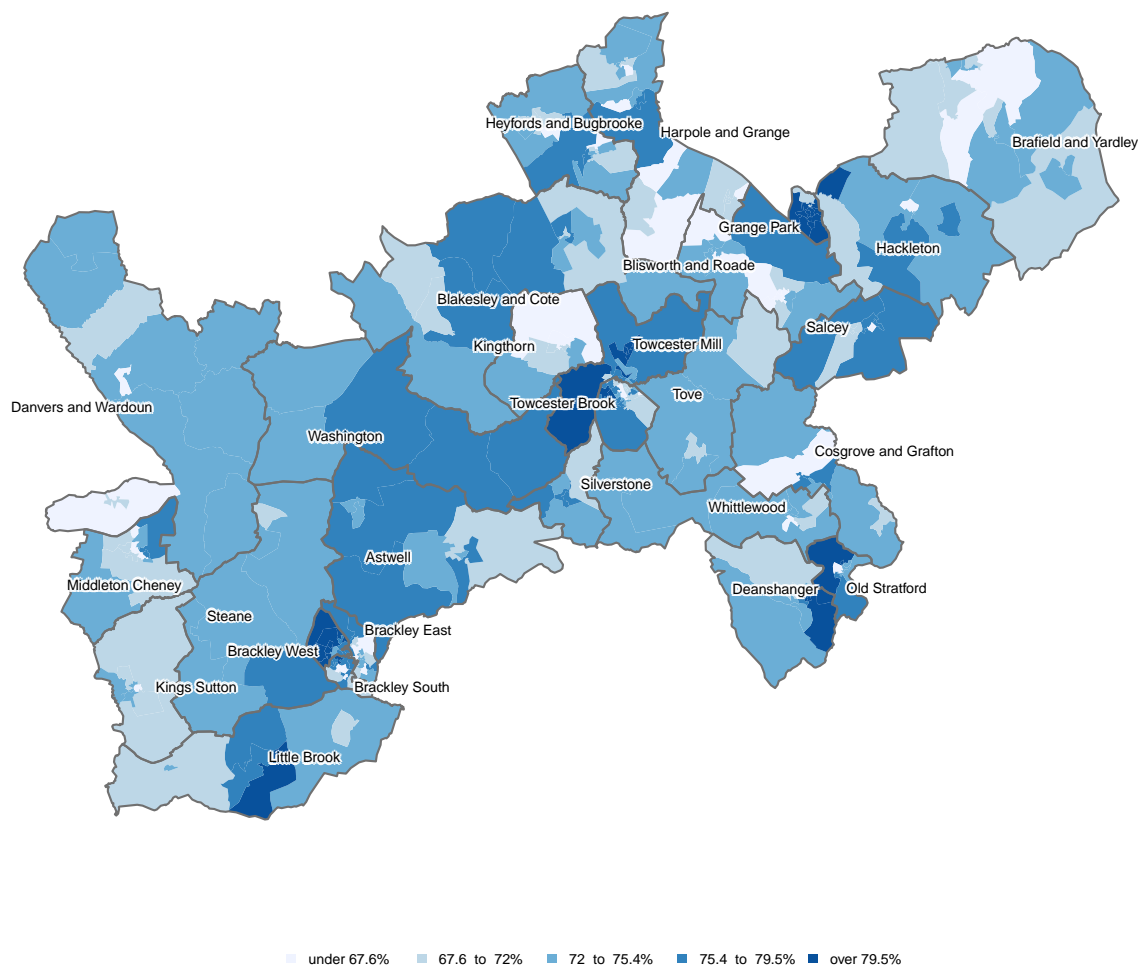 Heyfords and Bugbrooke
Harpole and Grange
Brafield and Yardley
Grange Park
Hackleton
Blisworth and Roade
Blakesley and Cote
Salcey
Kingthorn
Towcester Mill
Tove
Danvers and Wardoun
Towcester Brook
Washington
Cosgrove and Grafton
Silverstone
Whittlewood
Astwell
Middleton Cheney
Deanshanger
Old Stratford
Steane
Brackley East
Brackley West
Kings Sutton
Brackley South
Little Brook
under 67.6%
67.6 to 72%
72 to 75.4%
75.4 to 79.5%
over 79.5%